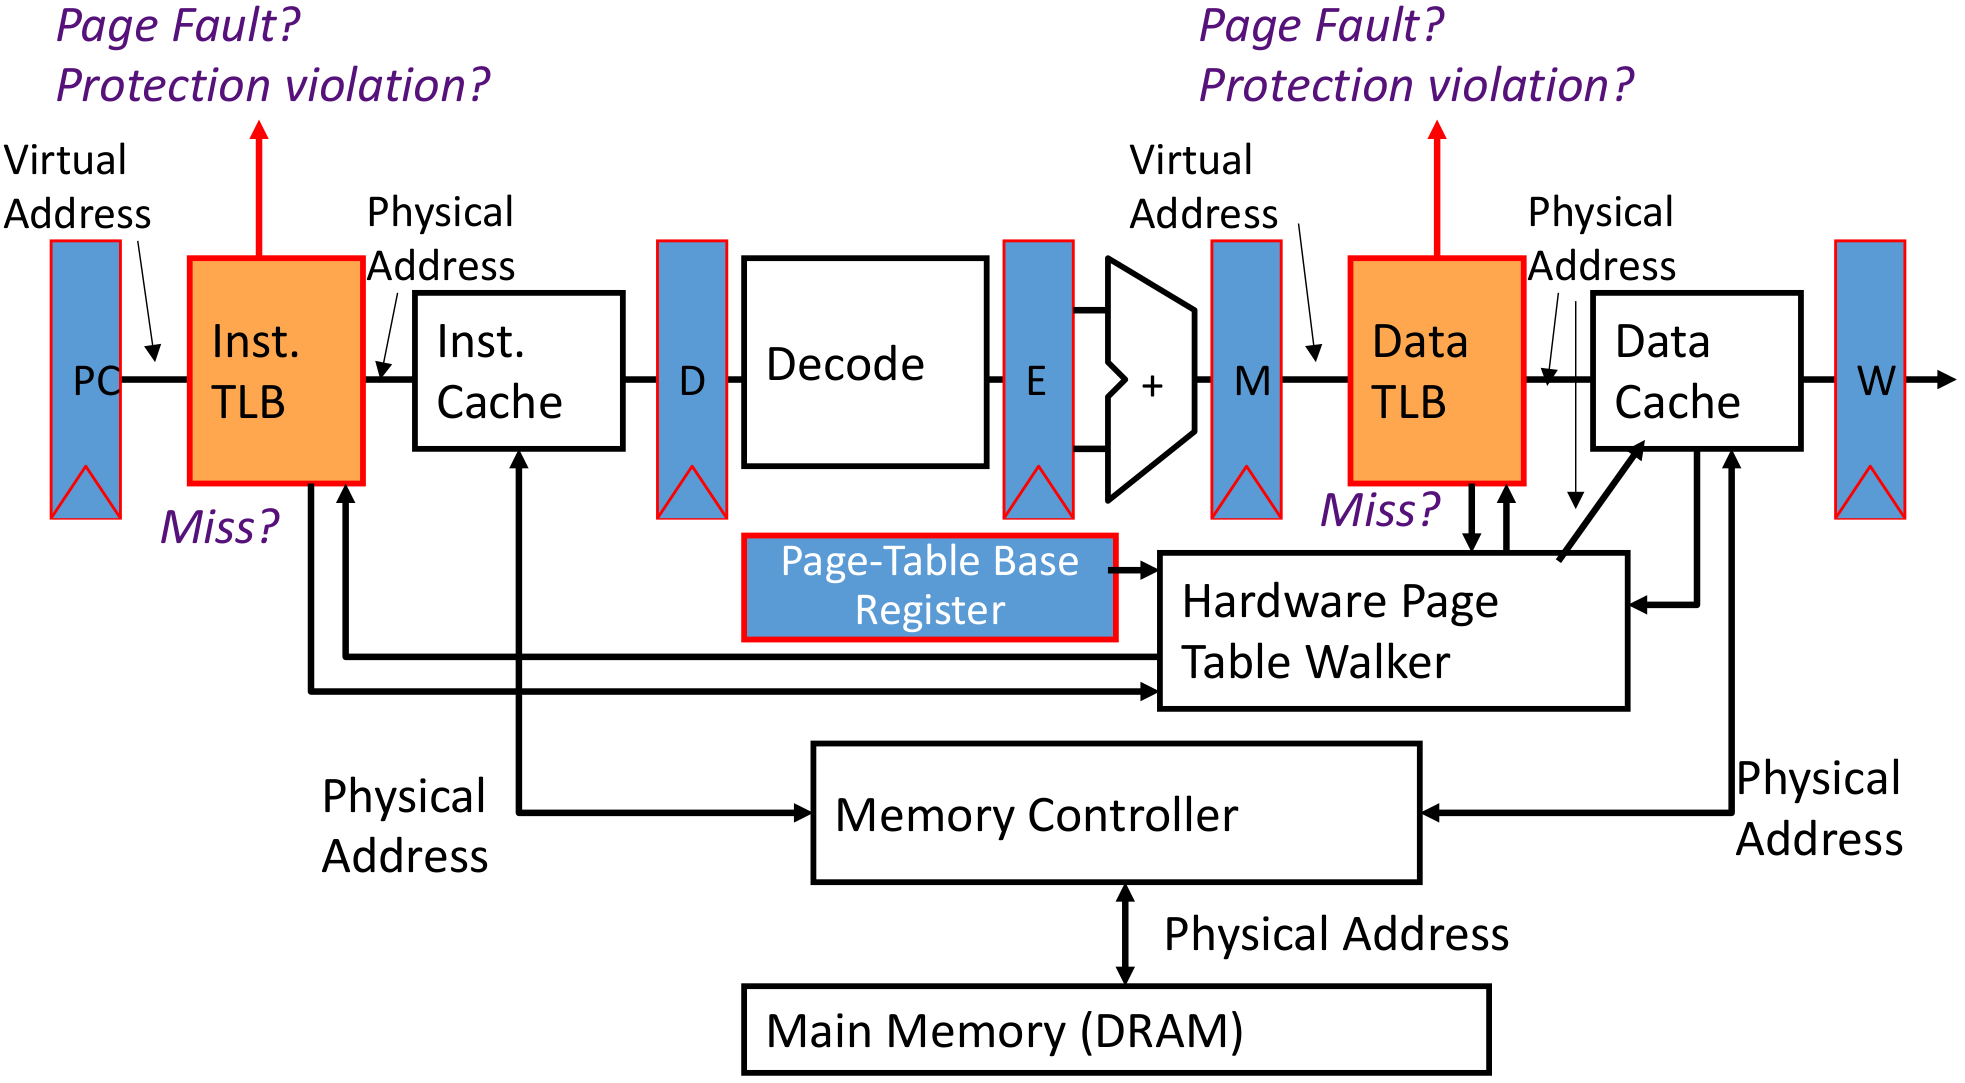 Page Fault?
Protection violation?
Page Fault?
Protection violation?
Virtual
Address
Physical
Address
Virtual
Address
Physical
Address
PC
Inst.
TLB
Inst.
Cache
D
Decode
E
+
M
Data
TLB
Data
Cache
W
Miss?
Miss?
Page-Table Base
Register
Hardware Page
Table Walker
Physical
Address
Memory Controller
Physical
Address
Physical Address
Main Memory (DRAM)